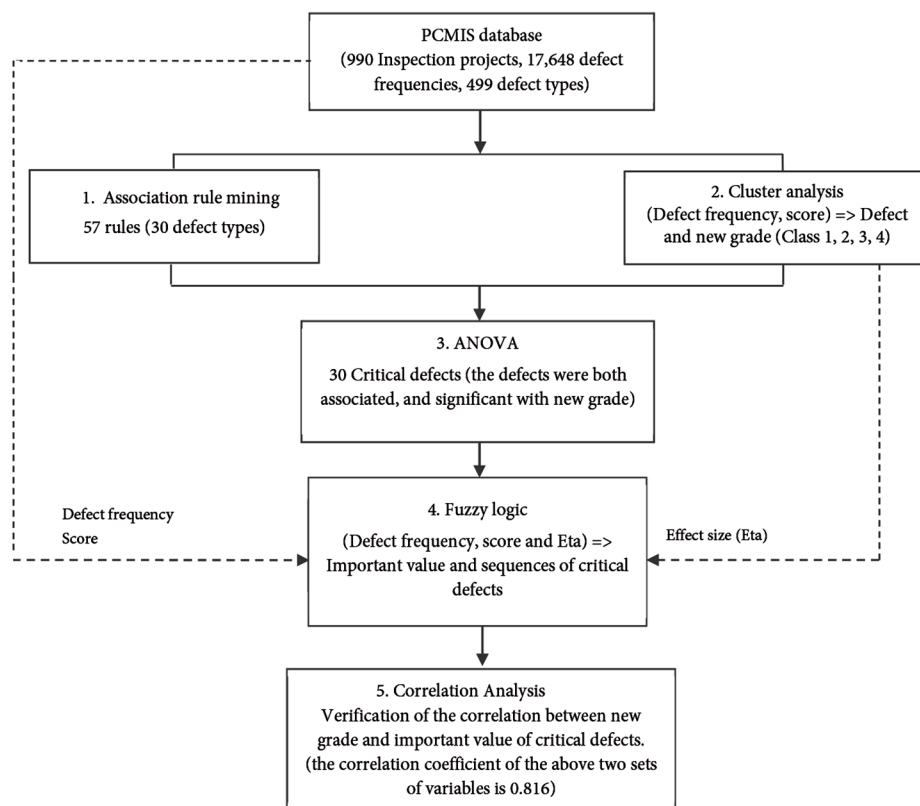 PCMIS database
(990 Inspection projects, 17,648 defect
frequencies, 499 defect types)
1. Association rule mining
57 rules (30 defect types)
2. Cluster analysis
(Defect frequency, score) => Defect
and new grade (Class 1, 2, 3, 4)
3. ANOVA
30 Critical defects (the defects were both
associated, and significant with new grade)
Defect frequency
Score
4. Fuzzy logic
(Defect frequency, score and Eta) =>
Important value and sequences of critical
defects
Effect size (Eta)
5. Correlation Analysis
Verification of the correlation between new
grade and important value of critical defects.
(the correlation coefficient of the above two sets
of variables is 0.816)